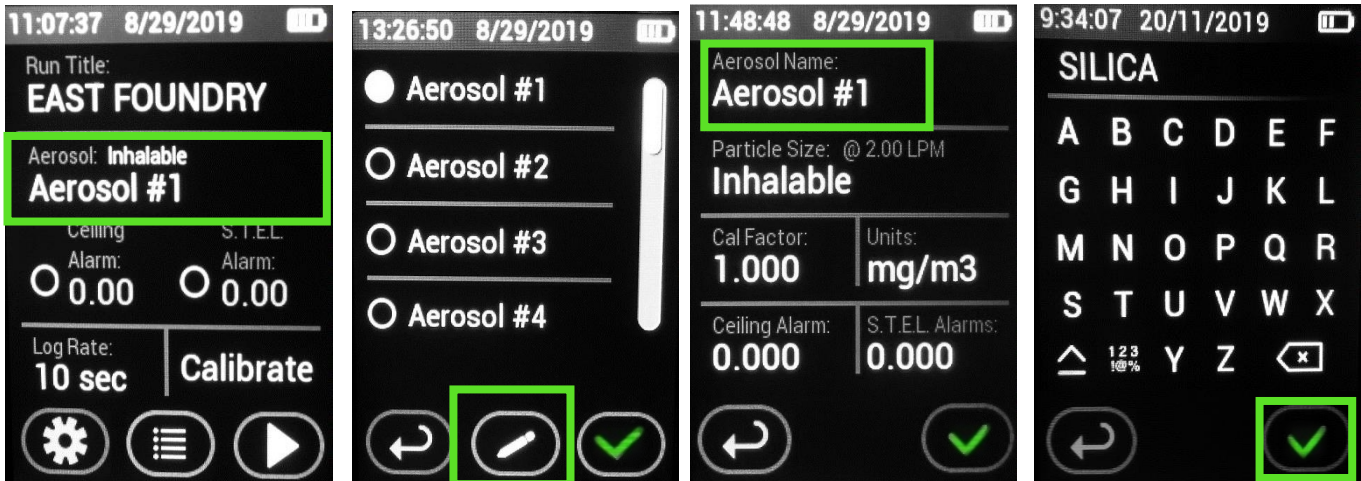 11:07:37 8/29/2019
Run Title:
EAST FOUNDRY
Aerosol: Inhalable
Aerosol #1
Ceiling S.T.E.L.
Alarm: Alarm:
0.00 0.00
Log Rate:
10 sec
Calibrate
13:26:50 8/29/2019
Aerosol #1
Aerosol #2
Aerosol #3
Aerosol #4
11:48:48 8/29/2019
Aerosol Name:
Aerosol #1
Particle Size: @ 2.00 LPM
Inhalable
Cal Factor: Units:
1.000 mg/m3
Ceiling Alarm: S.T.E.L. Alarms:
0.000 0.000
9:34:07 20/11/2019
SILICA
A B C D E F
G H I J K L
M N O P Q R
S T U V W X
123
!@% Y Z